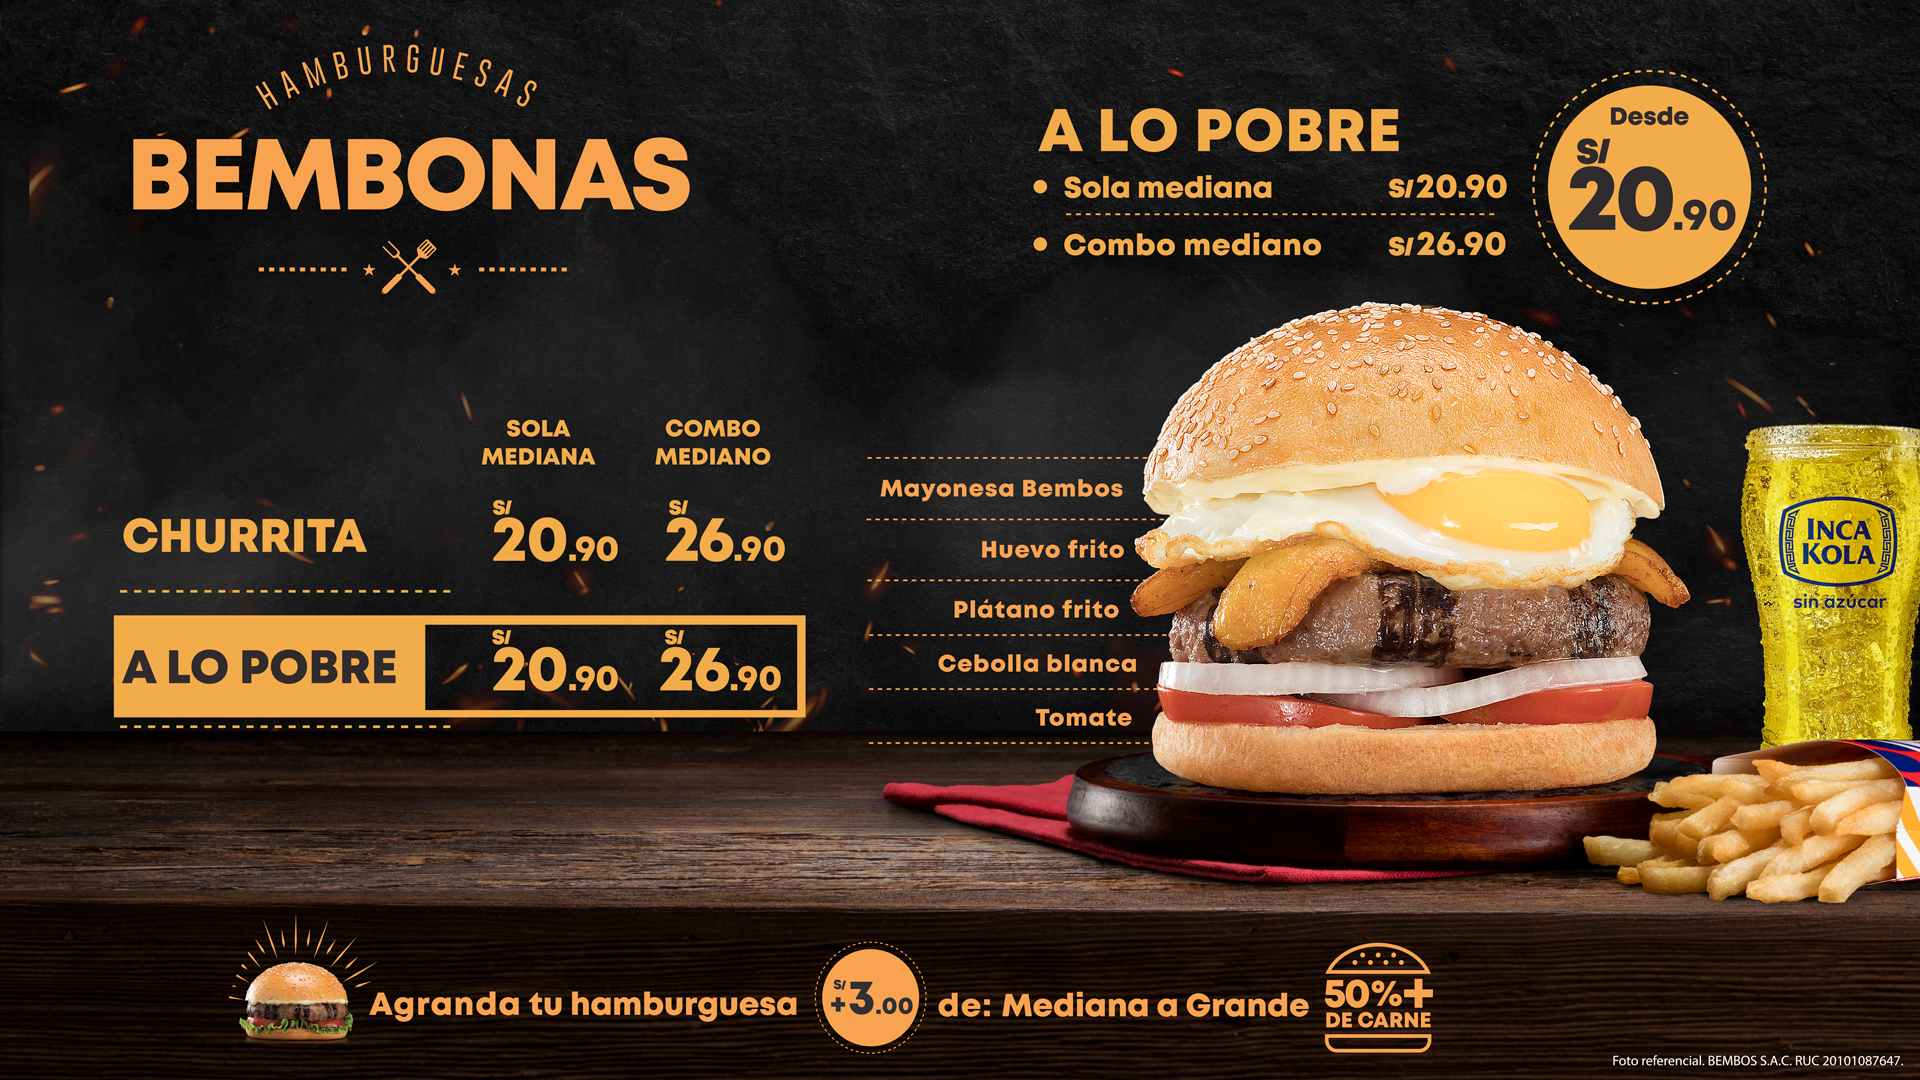 HAMBURGUESAS
BEMBONAS
SOLA MEDIANA
COMBO MEDIANO
CHURRITA S/ 20.90 S/ 26.90
A LO POBRE S/ 20.90 S/ 26.90
A LO POBRE
• Sola mediana S/20.90
• Combo mediano S/26.90
Desde
S/
20.90
Mayonesa Bembos
Huevo frito
Plátano frito
Cebolla blanca
Tomate
INCA
KOLA
sin azúcar
Agranda tu hamburguesa S/ +3.00 de: Mediana a Grande
50%+
DE CARNE
Foto referencial. BEMBOS S.A.C. RUC 20101087647.